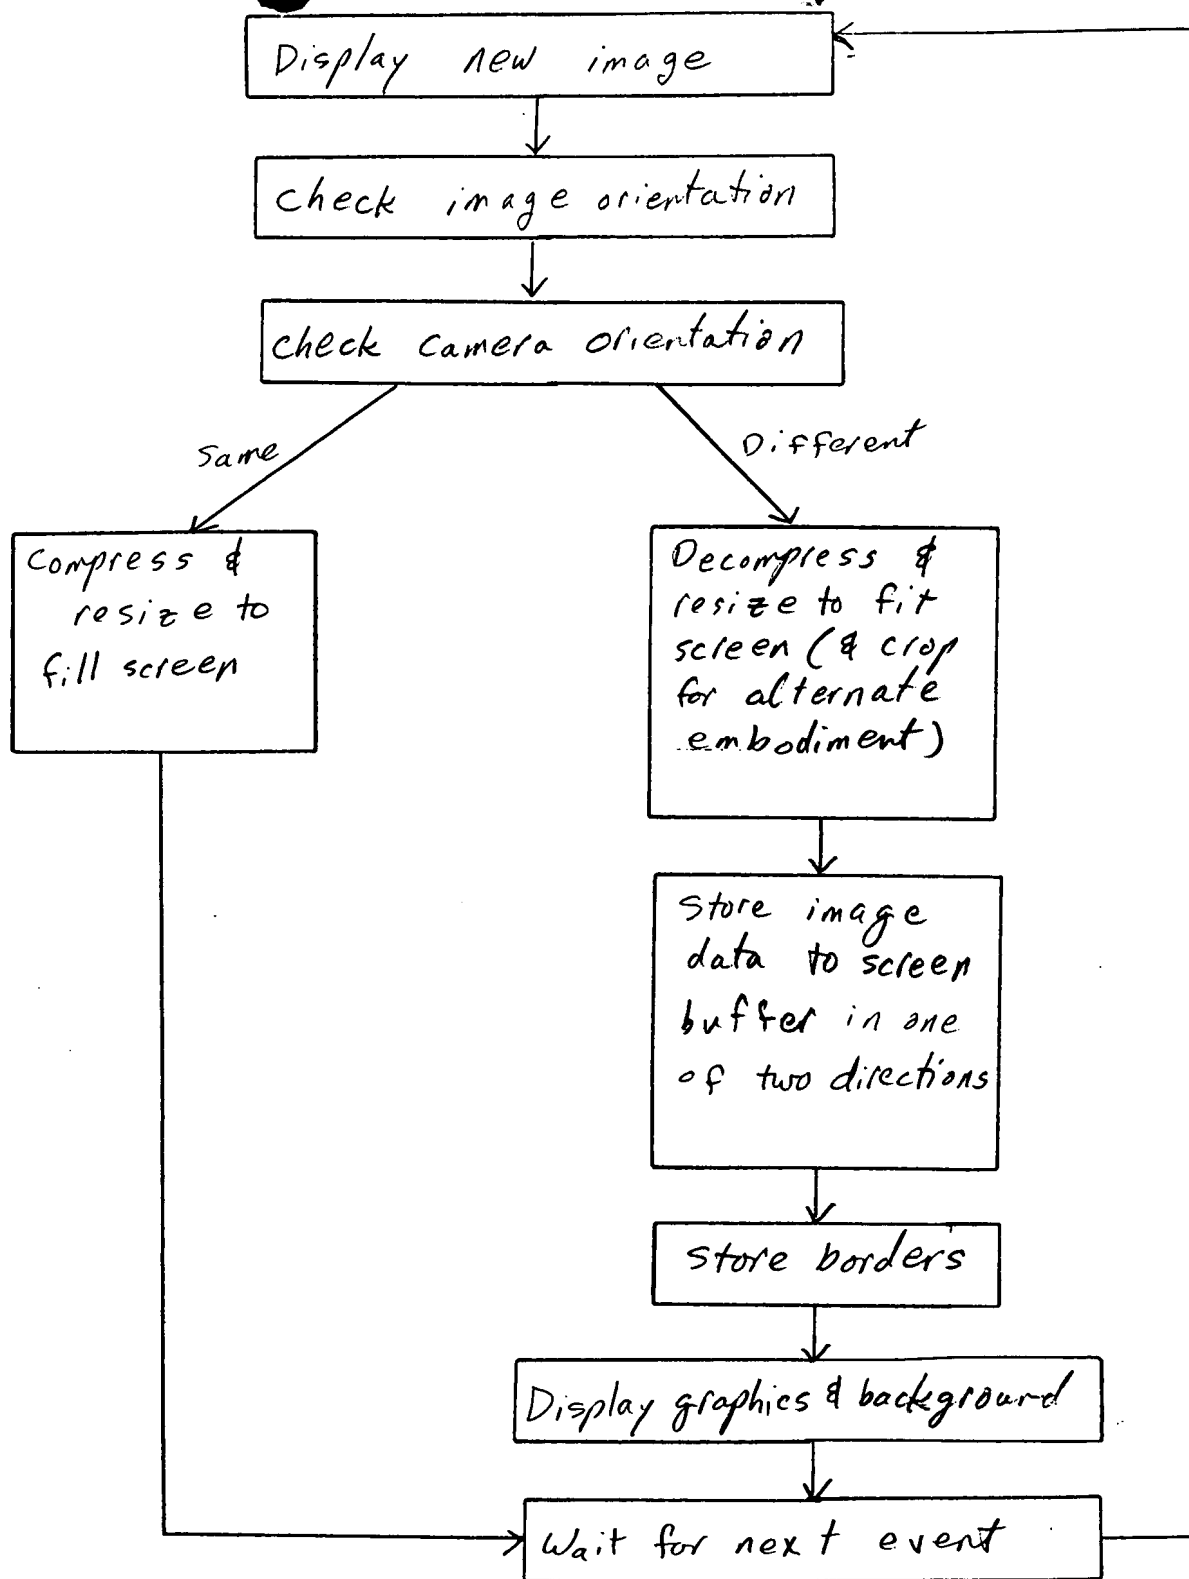 Display new image
check image orientation
check camera orientation
Same
Different
Compress &
resize to
fill screen
Decompress &
resize to fit
screen (& crop
for alternate
embodiment)
Store image
data to screen
buffer in one
of two directions
Store borders
Display graphics & background
Wait for next event